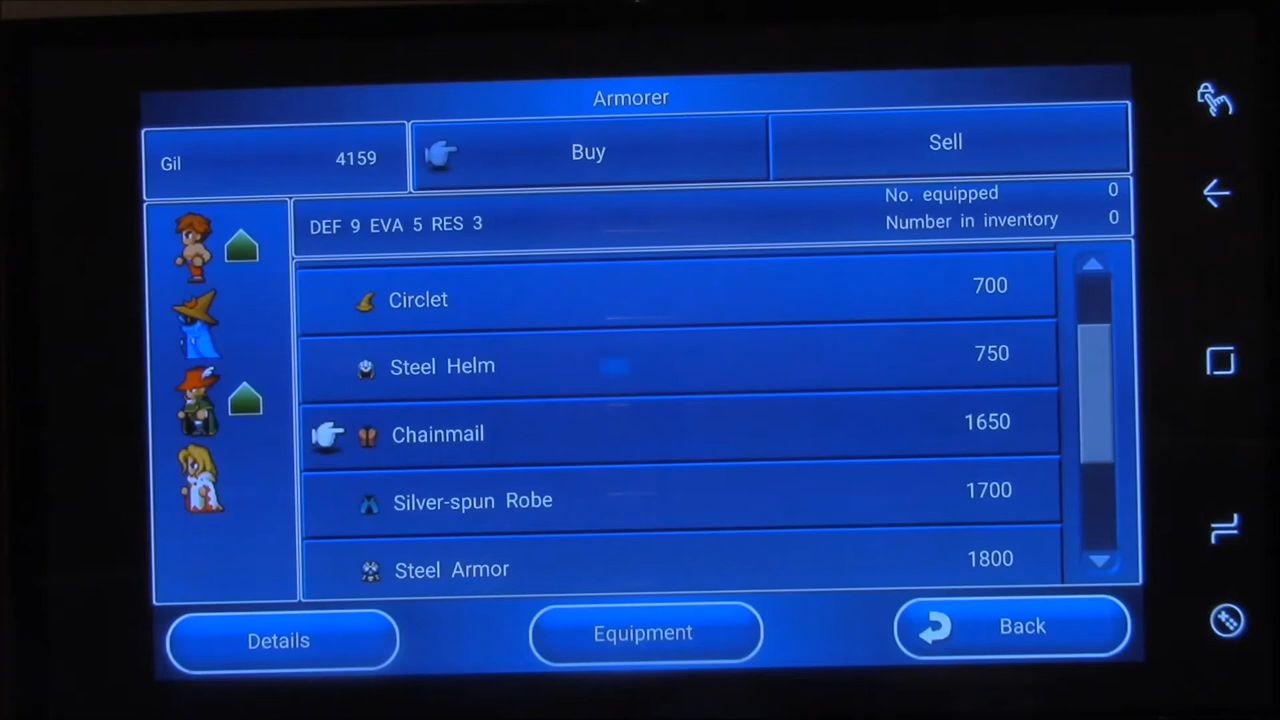 Armorer
Gil 4159
Buy
Sell
DEF 9 EVA 5 RES 3
No. equipped 0
Number in inventory 0
Circlet 700
Steel Helm 750
Chainmail 1650
Silver-spun Robe 1700
Steel Armor 1800
Details
Equipment
Back